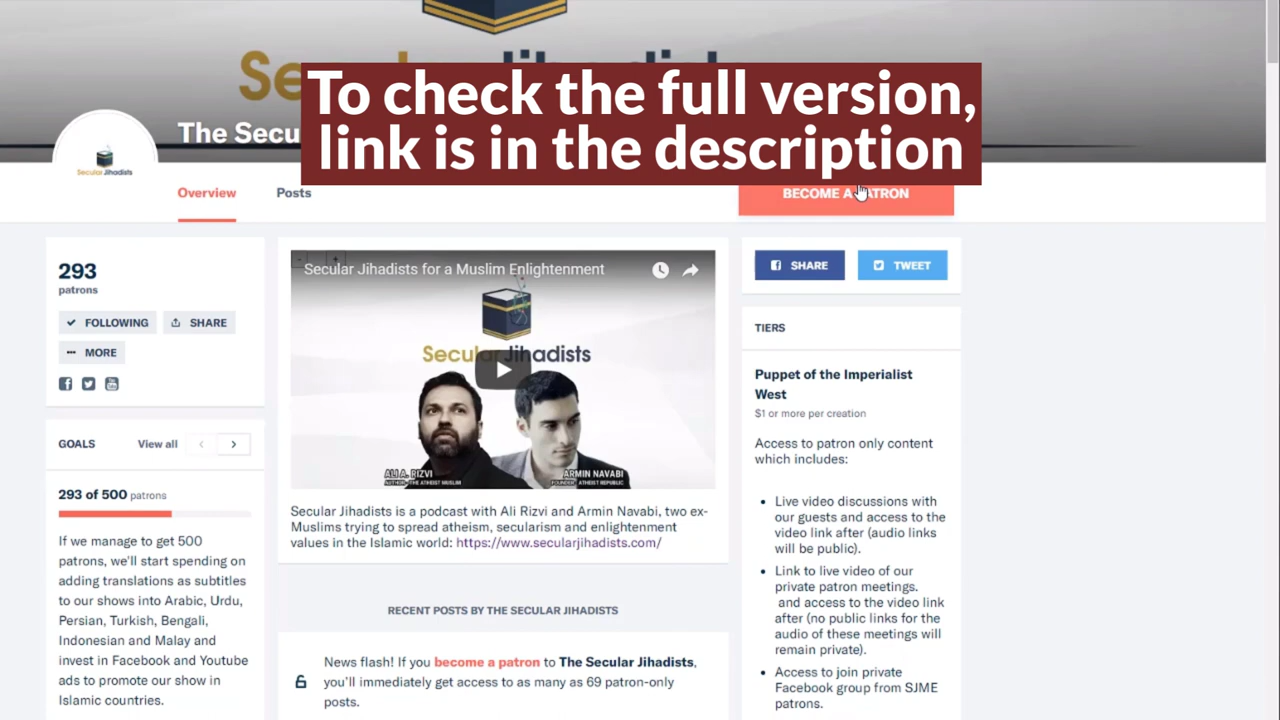 To check the full version,
link is in the description
The Secu
Secular Jihadists
Overview
Posts
BECOME A PATRON
293
patrons
FOLLOWING
SHARE
MORE
GOALS
View all
293 of 500 patrons
If we manage to get 500
patrons, we'll start spending on
adding translations as subtitles
to our shows into Arabic, Urdu,
Persian, Turkish, Bengali,
Indonesian and Malay and
invest in Facebook and Youtube
ads to promote our show in
Islamic countries.
Secular Jihadists for a Muslim Enlightenment
Secular Jihadists
ALI A. RIZVI
AUTHOR - THE ATHEIST MUSLIM
ARMIN NAVABI
FOUNDER - ATHEIST REPUBLIC
Secular Jihadists is a podcast with Ali Rizvi and Armin Navabi, two ex-
Muslims trying to spread atheism, secularism and enlightenment
values in the Islamic world: https://www.secularjihadists.com/
RECENT POSTS BY THE SECULAR JIHADISTS
News flash! If you become a patron to The Secular Jihadists,
you'll immediately get access to as many as 69 patron-only
posts.
SHARE
TWEET
TIERS
Puppet of the Imperialist
West
$1 or more per creation
Access to patron only content
which includes:
• Live video discussions with
our guests and access to the
video link after (audio links
will be public).
• Link to live video of our
private patron meetings.
and access to the video link
after (no public links for the
audio of these meetings will
remain private).
• Access to join private
Facebook group from SJME
patrons.